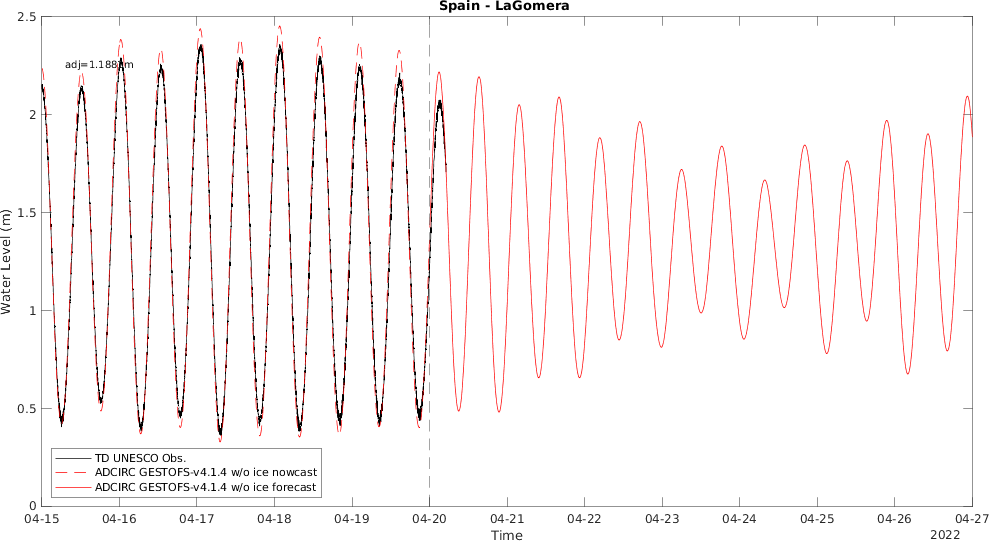 Spain - LaGomera
2.5
2
1.5
1
0.5
0
Water Level (m)
adj=1.188 m
TD UNESCO Obs.
ADCIRC GESTOFS-v4.1.4 w/o ice nowcast
ADCIRC GESTOFS-v4.1.4 w/o ice forecast
04-15 04-16 04-17 04-18 04-19 04-20 04-21 04-22 04-23 04-24 04-25 04-26 04-27
Time
2022